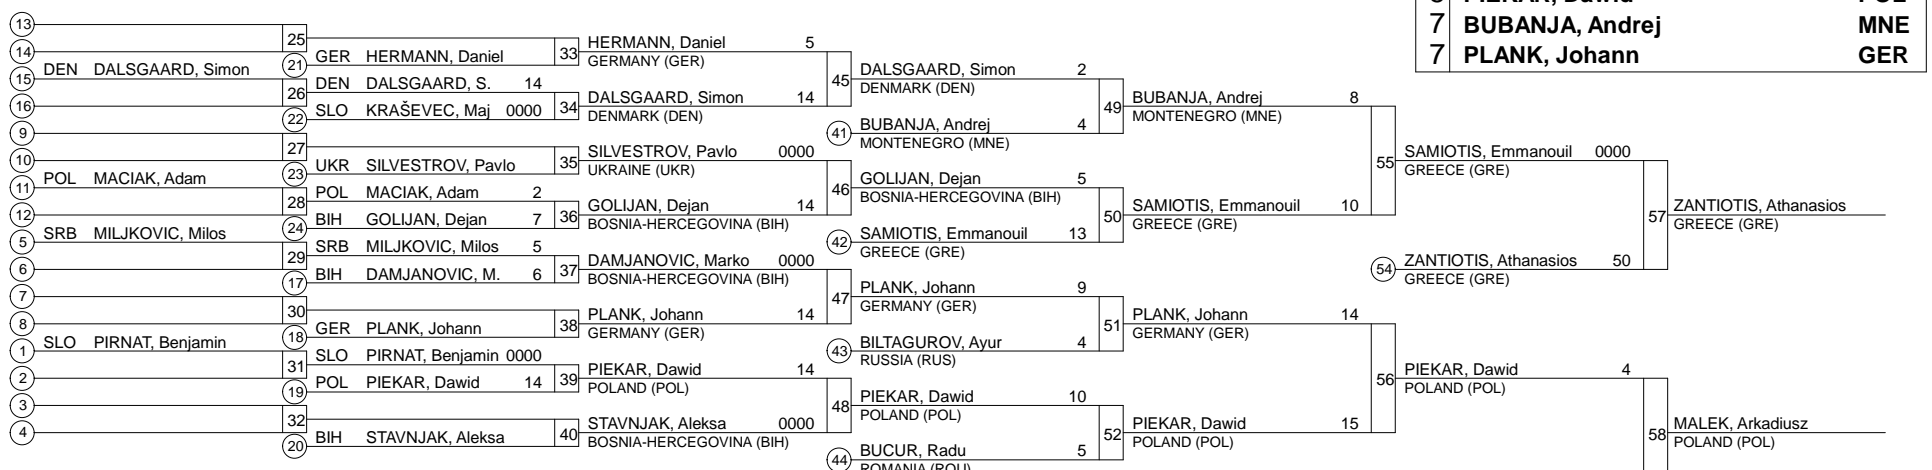 13
14
15 DEN DALSGAARD, Simon
16
9
10
11 POL MACIAK, Adam
12
5 SRB MILJKOVIC, Milos
6
7
8
1 SLO PIRNAT, Benjamin
2
3
4
25
21 GER HERMANN, Daniel
DEN DALSGAARD, S. 14
26
22 SLO KRAŠEVEC, Maj 0000
27
23 UKR SILVESTROV, Pavlo
POL MACIAK, Adam 2
28
24 BIH GOLIJAN, Dejan 7
SRB MILJKOVIC, Milos 5
29
17 BIH DAMJANOVIC, M. 6
30
18 GER PLANK, Johann
SLO PIRNAT, Benjamin 0000
31
19 POL PIEKAR, Dawid 14
32
20 BIH STAVNJAK, Aleksa
33 HERMANN, Daniel 5
GERMANY (GER)
34 DALSGAARD, Simon 14
DENMARK (DEN)
35 SILVESTROV, Pavlo 0000
UKRAINE (UKR)
36 GOLIJAN, Dejan 14
BOSNIA-HERCEGOVINA (BIH)
37 DAMJANOVIC, Marko 0000
BOSNIA-HERCEGOVINA (BIH)
38 PLANK, Johann 14
GERMANY (GER)
39 PIEKAR, Dawid 14
POLAND (POL)
40 STAVNJAK, Aleksa 0000
BOSNIA-HERCEGOVINA (BIH)
45 DALSGAARD, Simon 2
DENMARK (DEN)
41 BUBANJA, Andrej 4
MONTENEGRO (MNE)
46 GOLIJAN, Dejan 5
BOSNIA-HERCEGOVINA (BIH)
42 SAMIOTIS, Emmanouil 13
GREECE (GRE)
47 PLANK, Johann 9
GERMANY (GER)
43 BILTAGUROV, Ayur 4
RUSSIA (RUS)
48 PIEKAR, Dawid 10
POLAND (POL)
44 BUCUR, Radu 5
ROMANIA (ROU)
49 BUBANJA, Andrej 8
MONTENEGRO (MNE)
50 SAMIOTIS, Emmanouil 10
GREECE (GRE)
51 PLANK, Johann 14
GERMANY (GER)
52 PIEKAR, Dawid 15
POLAND (POL)
55 SAMIOTIS, Emmanouil 0000
GREECE (GRE)
54 ZANTIOTIS, Athanasios 50
GREECE (GRE)
56 PIEKAR, Dawid 4
POLAND (POL)
57 ZANTIOTIS, Athanasios
GREECE (GRE)
58 MALEK, Arkadiusz
POLAND (POL)
PIEKAR, Dawid POL
7 BUBANJA, Andrej MNE
7 PLANK, Johann GER